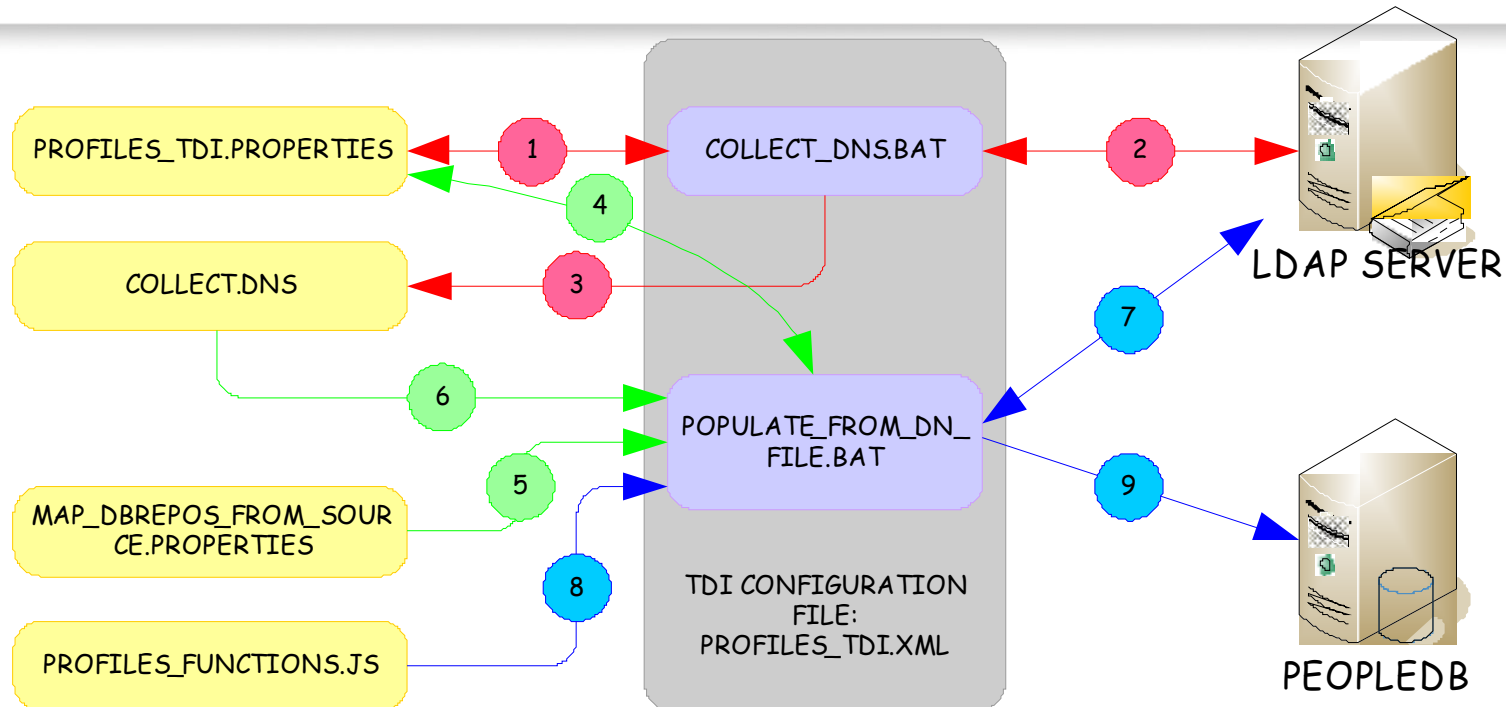 PROFILES_TDI.PROPERTIES
1
COLLECT_DNS.BAT
2
4
LDAP SERVER
COLLECT.DNS
3
7
6
POPULATE_FROM_DN_
FILE.BAT
5
9
MAP_DBREPOS_FROM_SOUR
CE.PROPERTIES
8
TDI CONFIGURATION
FILE:
PROFILES_TDI.XML
PROFILES_FUNCTIONS.JS
PEOPLEDB